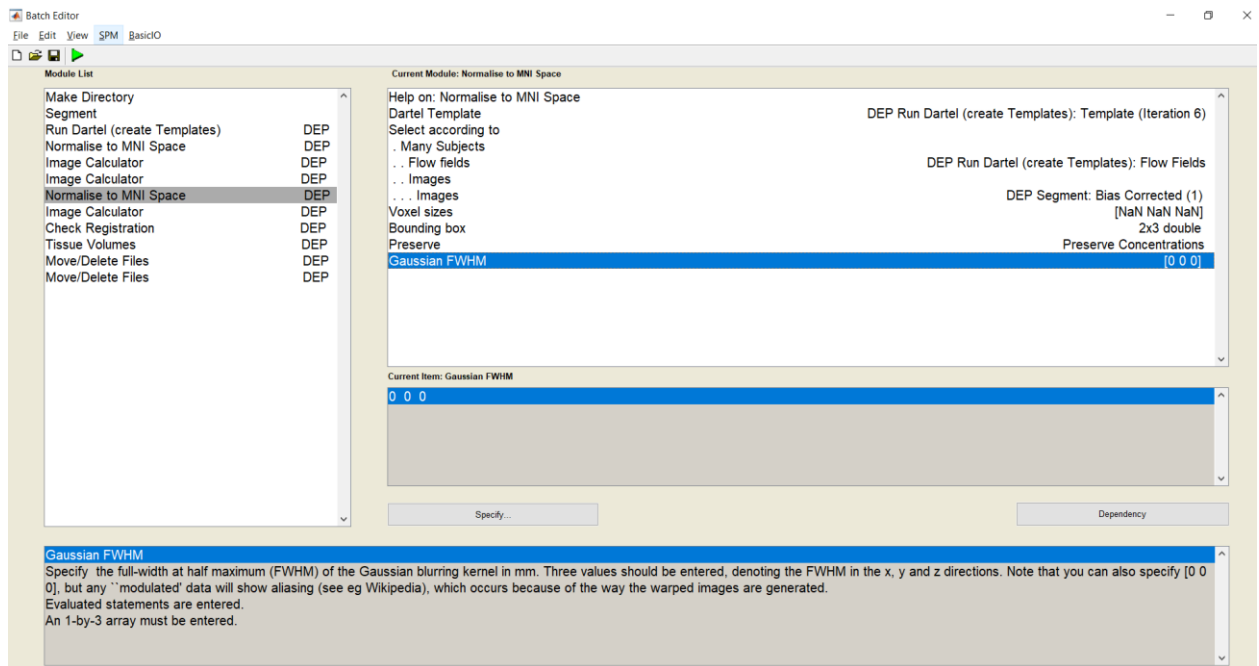 Batch Editor
File Edit View SPM BasicIO
Module List
Make Directory
Segment
Run Dartel (create Templates) DEP
Normalise to MNI Space DEP
Image Calculator DEP
Image Calculator DEP
Normalise to MNI Space DEP
Image Calculator DEP
Check Registration DEP
Tissue Volumes DEP
Move/Delete Files DEP
Move/Delete Files DEP
Current Module: Normalise to MNI Space
Help on: Normalise to MNI Space
Dartel Template DEP Run Dartel (create Templates): Template (Iteration 6)
Select according to
. Many Subjects
. . Flow fields DEP Run Dartel (create Templates): Flow Fields
. . Images
. . . Images DEP Segment: Bias Corrected (1)
Voxel sizes [NaN NaN NaN]
Bounding box 2x3 double
Preserve Preserve Concentrations
Gaussian FWHM [0 0 0]
Current Item: Gaussian FWHM
0 0 0
Specify... Dependency
Gaussian FWHM
Specify the full-width at half maximum (FWHM) of the Gaussian blurring kernel in mm. Three values should be entered, denoting the FWHM in the x, y and z directions. Note that you can also specify [0 0
0], but any ``modulated' data will show aliasing (see eg Wikipedia), which occurs because of the way the warped images are generated.
Evaluated statements are entered.
An 1-by-3 array must be entered.